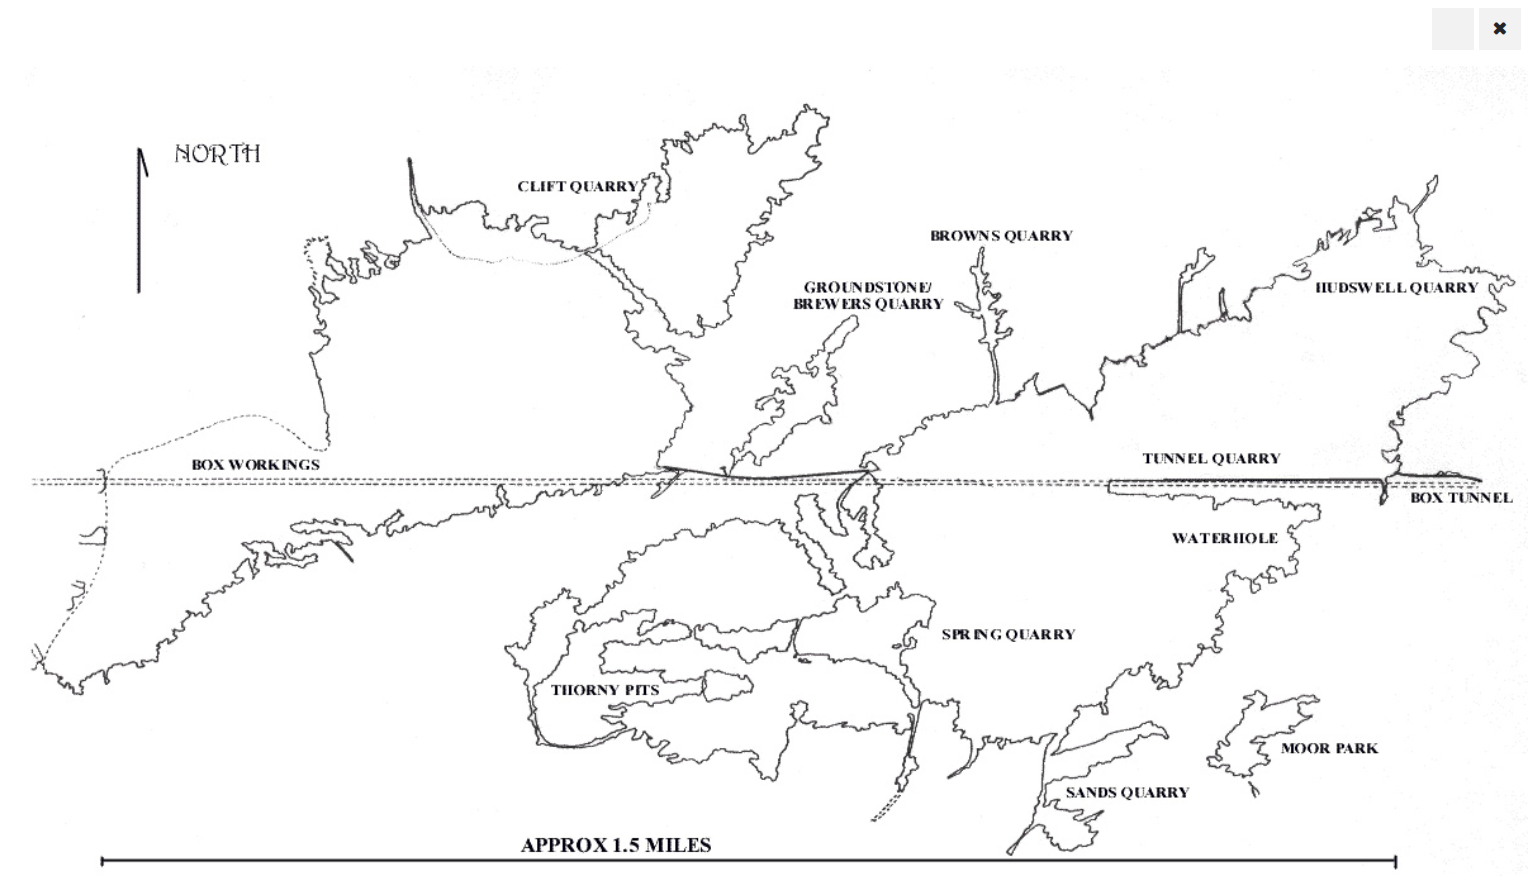 NORTH
CLIFT QUARRY
BROWNS QUARRY
GROUNDSTONE/
BREWERS QUARRY
HUDSWELL QUARRY
BOX WORKINGS
TUNNEL QUARRY
BOX TUNNEL
WATERHOLE
SPRING QUARRY
THORNY PITS
MOOR PARK
SANDS QUARRY
APPROX 1.5 MILES